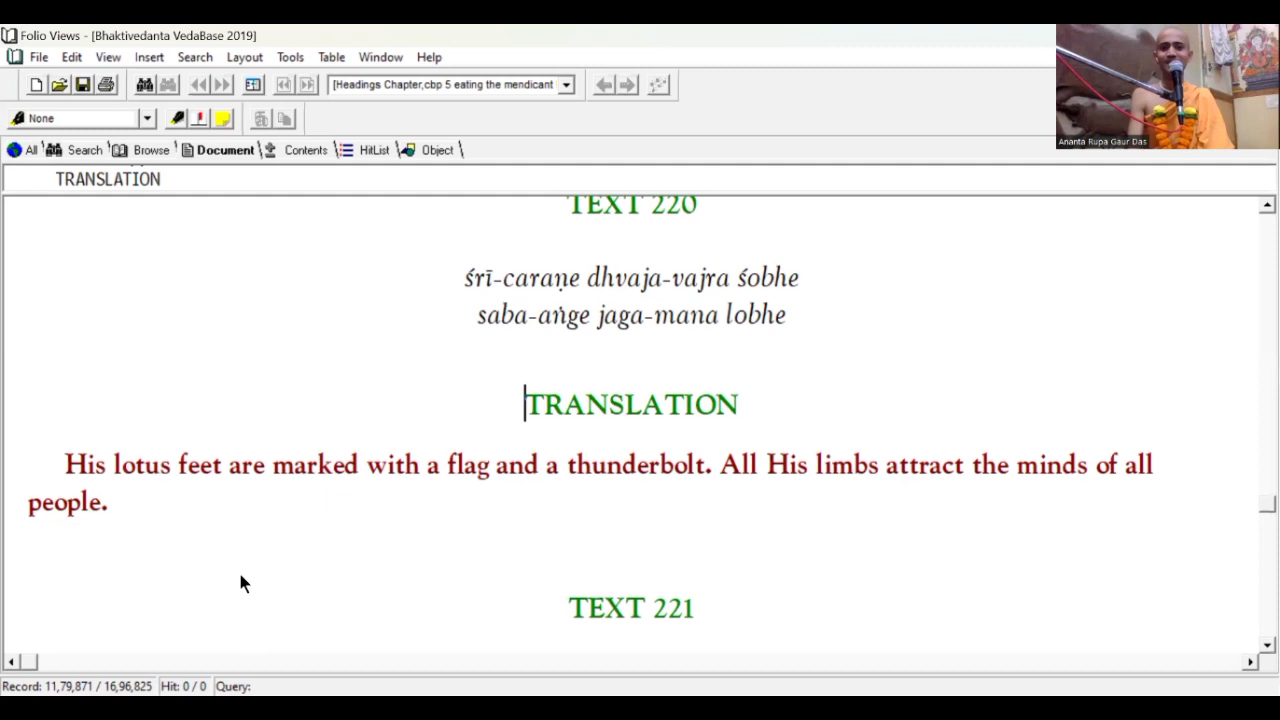 Folio Views - [Bhaktivedanta VedaBase 2019]
File Edit View Insert Search Layout Tools Table Window Help
[Headings Chapter,cbp 5 eating the mendicant
None
All Search Browse Document Contents HitList Object
TRANSLATION
TEXT 220
śrī-caraṇe dhvaja-vajra śobhe
saba-aṅge jaga-mana lobhe
TRANSLATION
His lotus feet are marked with a flag and a thunderbolt. All His limbs attract the minds of all
people.
TEXT 221
Record: 11,79,871 / 16,96,825 Hit: 0 / 0 Query:
Ananta Rupa Gaur Das